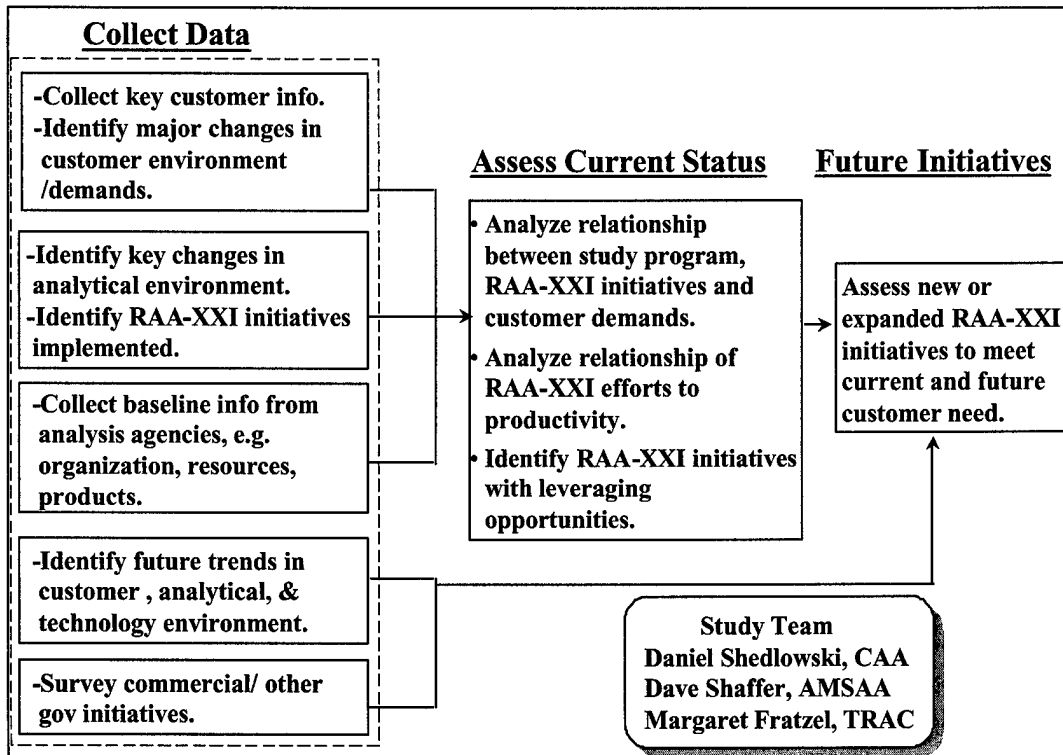 Collect Data
-Collect key customer info.
-Identify major changes in
customer environment
/demands.
-Identify key changes in
analytical environment.
-Identify RAA-XXI initiatives
implemented.
-Collect baseline info from
analysis agencies, e.g.
organization, resources,
products.
-Identify future trends in
customer , analytical, &
technology environment.
-Survey commercial/ other
gov initiatives.
Assess Current Status
• Analyze relationship
between study program,
RAA-XXI initiatives and
customer demands.
• Analyze relationship of
RAA-XXI efforts to
productivity.
• Identify RAA-XXI initiatives
with leveraging
opportunities.
Future Initiatives
Assess new or
expanded RAA-XXI
initiatives to meet
current and future
customer need.
Study Team
Daniel Shedlowski, CAA
Dave Shaffer, AMSAA
Margaret Fratzel, TRAC